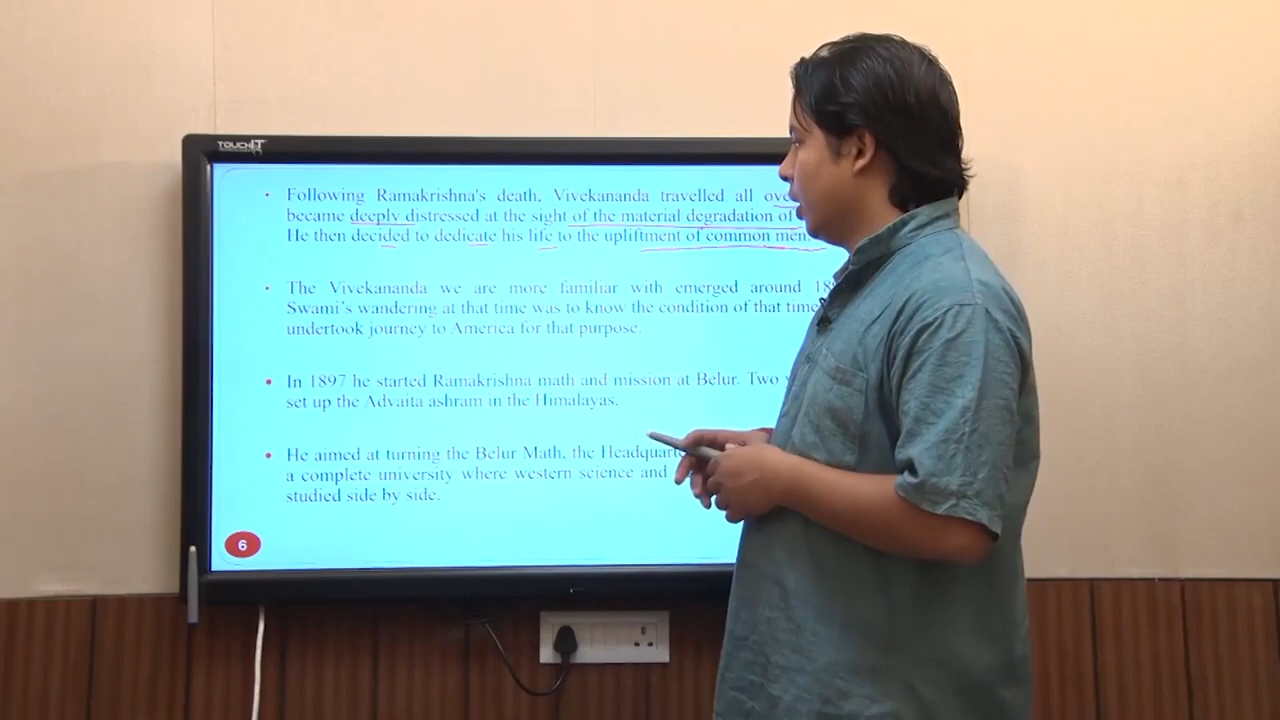 TOUCHIT
Following Ramakrishna's death, Vivekananda travelled all
became deeply distressed at the sight of the material degradation of
He then decided to dedicate his life to the upliftment of common men.
The Vivekananda we are more familiar with emerged around
Swami's wandering at that time was to know the condition of that time
undertook journey to America for that purpose.
In 1897 he started Ramakrishna math and mission at Belur. Two
set up the Advaita ashram in the Himalayas.
He aimed at turning the Belur Math, the
a complete university where western science and
studied side by side.
6